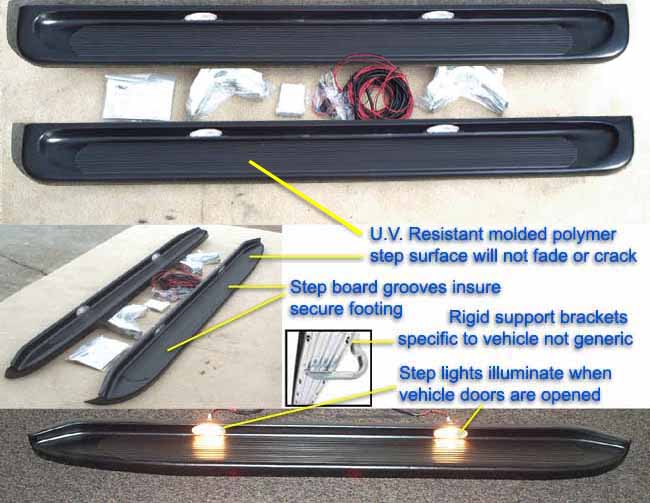 U.V. Resistant molded polymer
step surface will not fade or crack
Step board grooves insure
secure footing
Rigid support brackets
specific to vehicle not generic
Step lights illuminate when
vehicle doors are opened